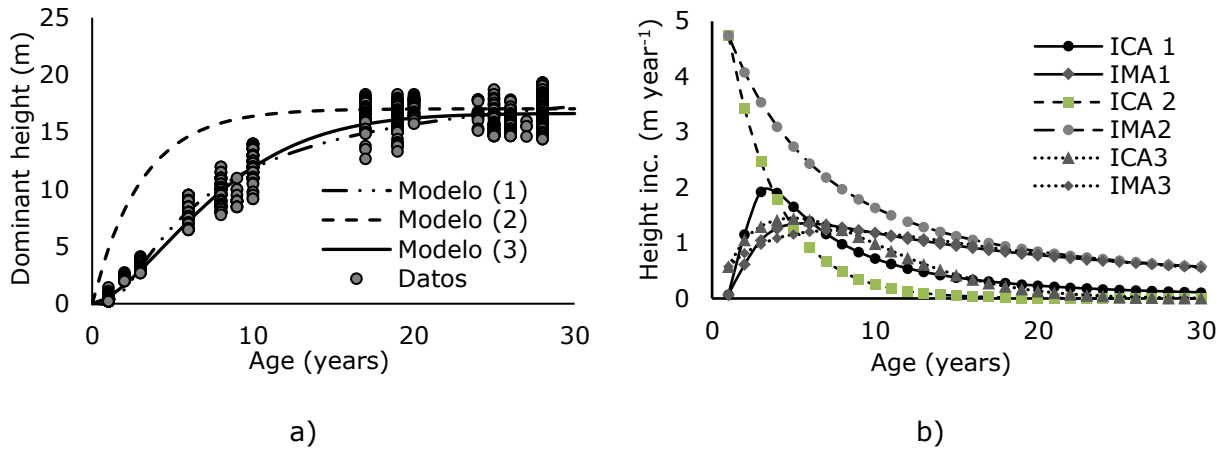 25
20
15
10
5
0
Dominant height (m)
Modelo (1)
Modelo (2)
Modelo (3)
Datos
0 10 20 30
Age (years)
a)
5
4
3
2
1
0
Height inc. (m year⁻¹)
ICA 1
IMA1
ICA 2
IMA2
ICA3
IMA3
0 10 20 30
Age (years)
b)